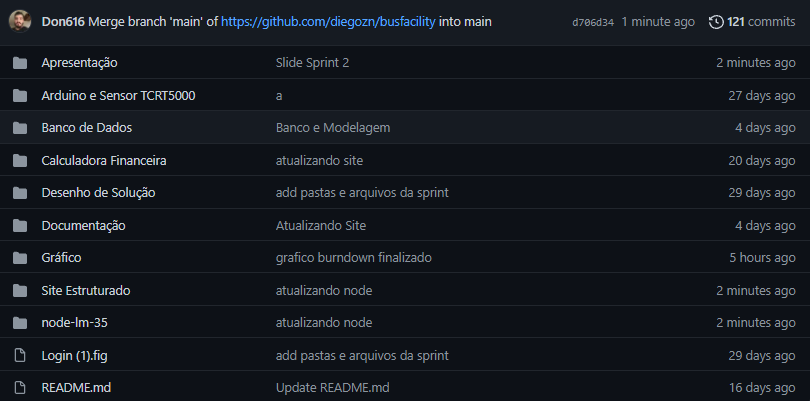 Don616 Merge branch 'main' of https://github.com/diegozn/busfacility into main d706d34 1 minute ago 121 commits
Apresentação Slide Sprint 2 2 minutes ago
Arduino e Sensor TCRT5000 a 27 days ago
Banco de Dados Banco e Modelagem 4 days ago
Calculadora Financeira atualizando site 20 days ago
Desenho de Solução add pastas e arquivos da sprint 29 days ago
Documentação Atualizando Site 4 days ago
Gráfico grafico burndown finalizado 5 hours ago
Site Estruturado atualizando node 2 minutes ago
node-lm-35 atualizando node 2 minutes ago
Login (1).fig add pastas e arquivos da sprint 29 days ago
README.md Update README.md 16 days ago